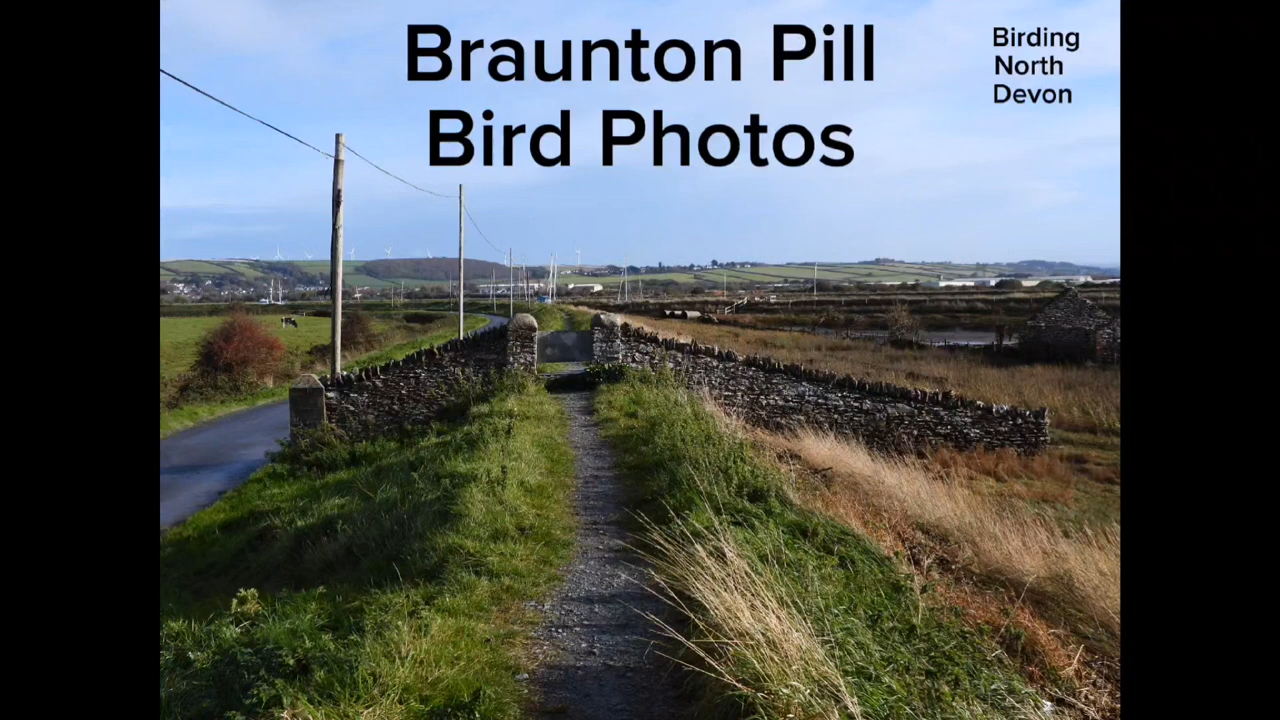 Braunton Pill
Bird Photos
Birding
North
Devon